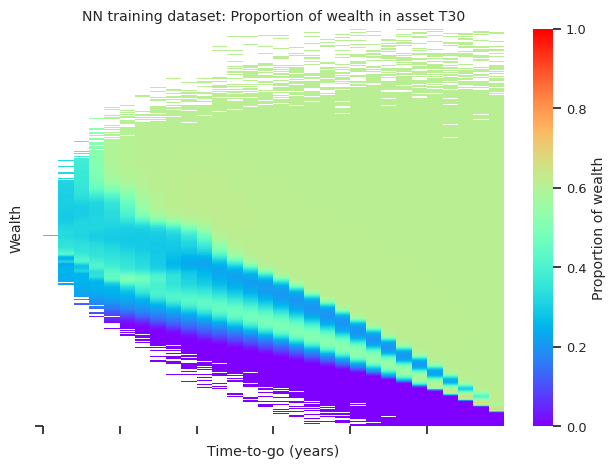 NN training dataset: Proportion of wealth in asset T30
1.0
0.8
0.6
0.4
0.2
0.0
Proportion of wealth
Wealth
Time-to-go (years)